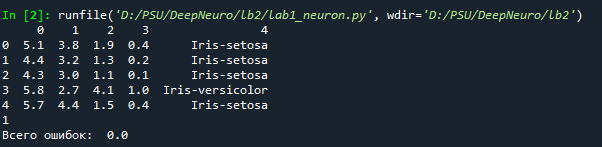 In [2]: runfile('D:/PSU/DeepNeuro/lb2/lab1_neuron.py', wdir='D:/PSU/DeepNeuro/lb2')
0 1 2 3 4
0 5.1 3.8 1.9 0.4 Iris-setosa
1 4.4 3.2 1.3 0.2 Iris-setosa
2 4.3 3.0 1.1 0.1 Iris-setosa
3 5.8 2.7 4.1 1.0 Iris-versicolor
4 5.7 4.4 1.5 0.4 Iris-setosa
1
Всего ошибок: 0.0